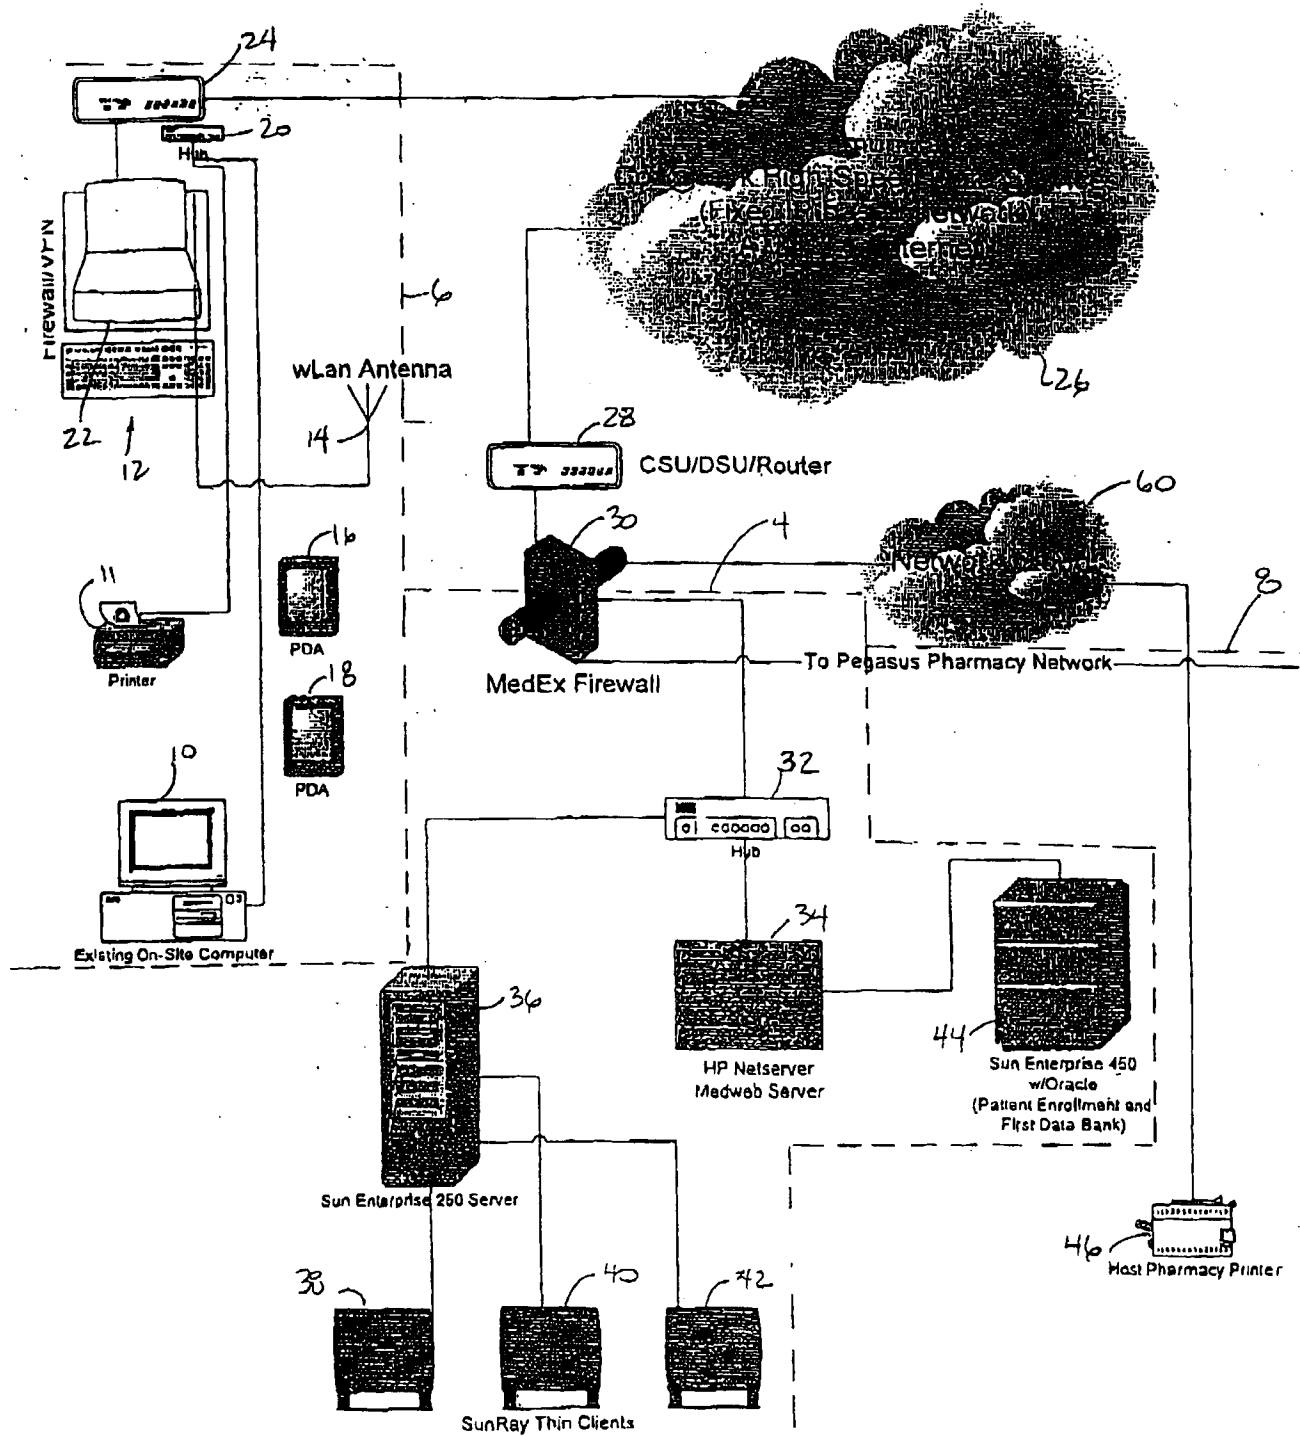 24
20
Hub
Firewall/VPN
6
wLan Antenna
14
22
12
26
28
CSU/DSU/Router
60
30
4
Network
8
16
PDA
11
Printer
18
PDA
MedEx Firewall
To Pegasus Pharmacy Network
10
Existing On-Site Computer
32
Hub
34
HP Netserver
Medweb Server
36
Sun Enterprise 250 Server
44
Sun Enterprise 450
w/Oracle
(Patient Enrollment and
First Data Bank)
46
Host Pharmacy Printer
38
40
42
SunRay Thin Clients